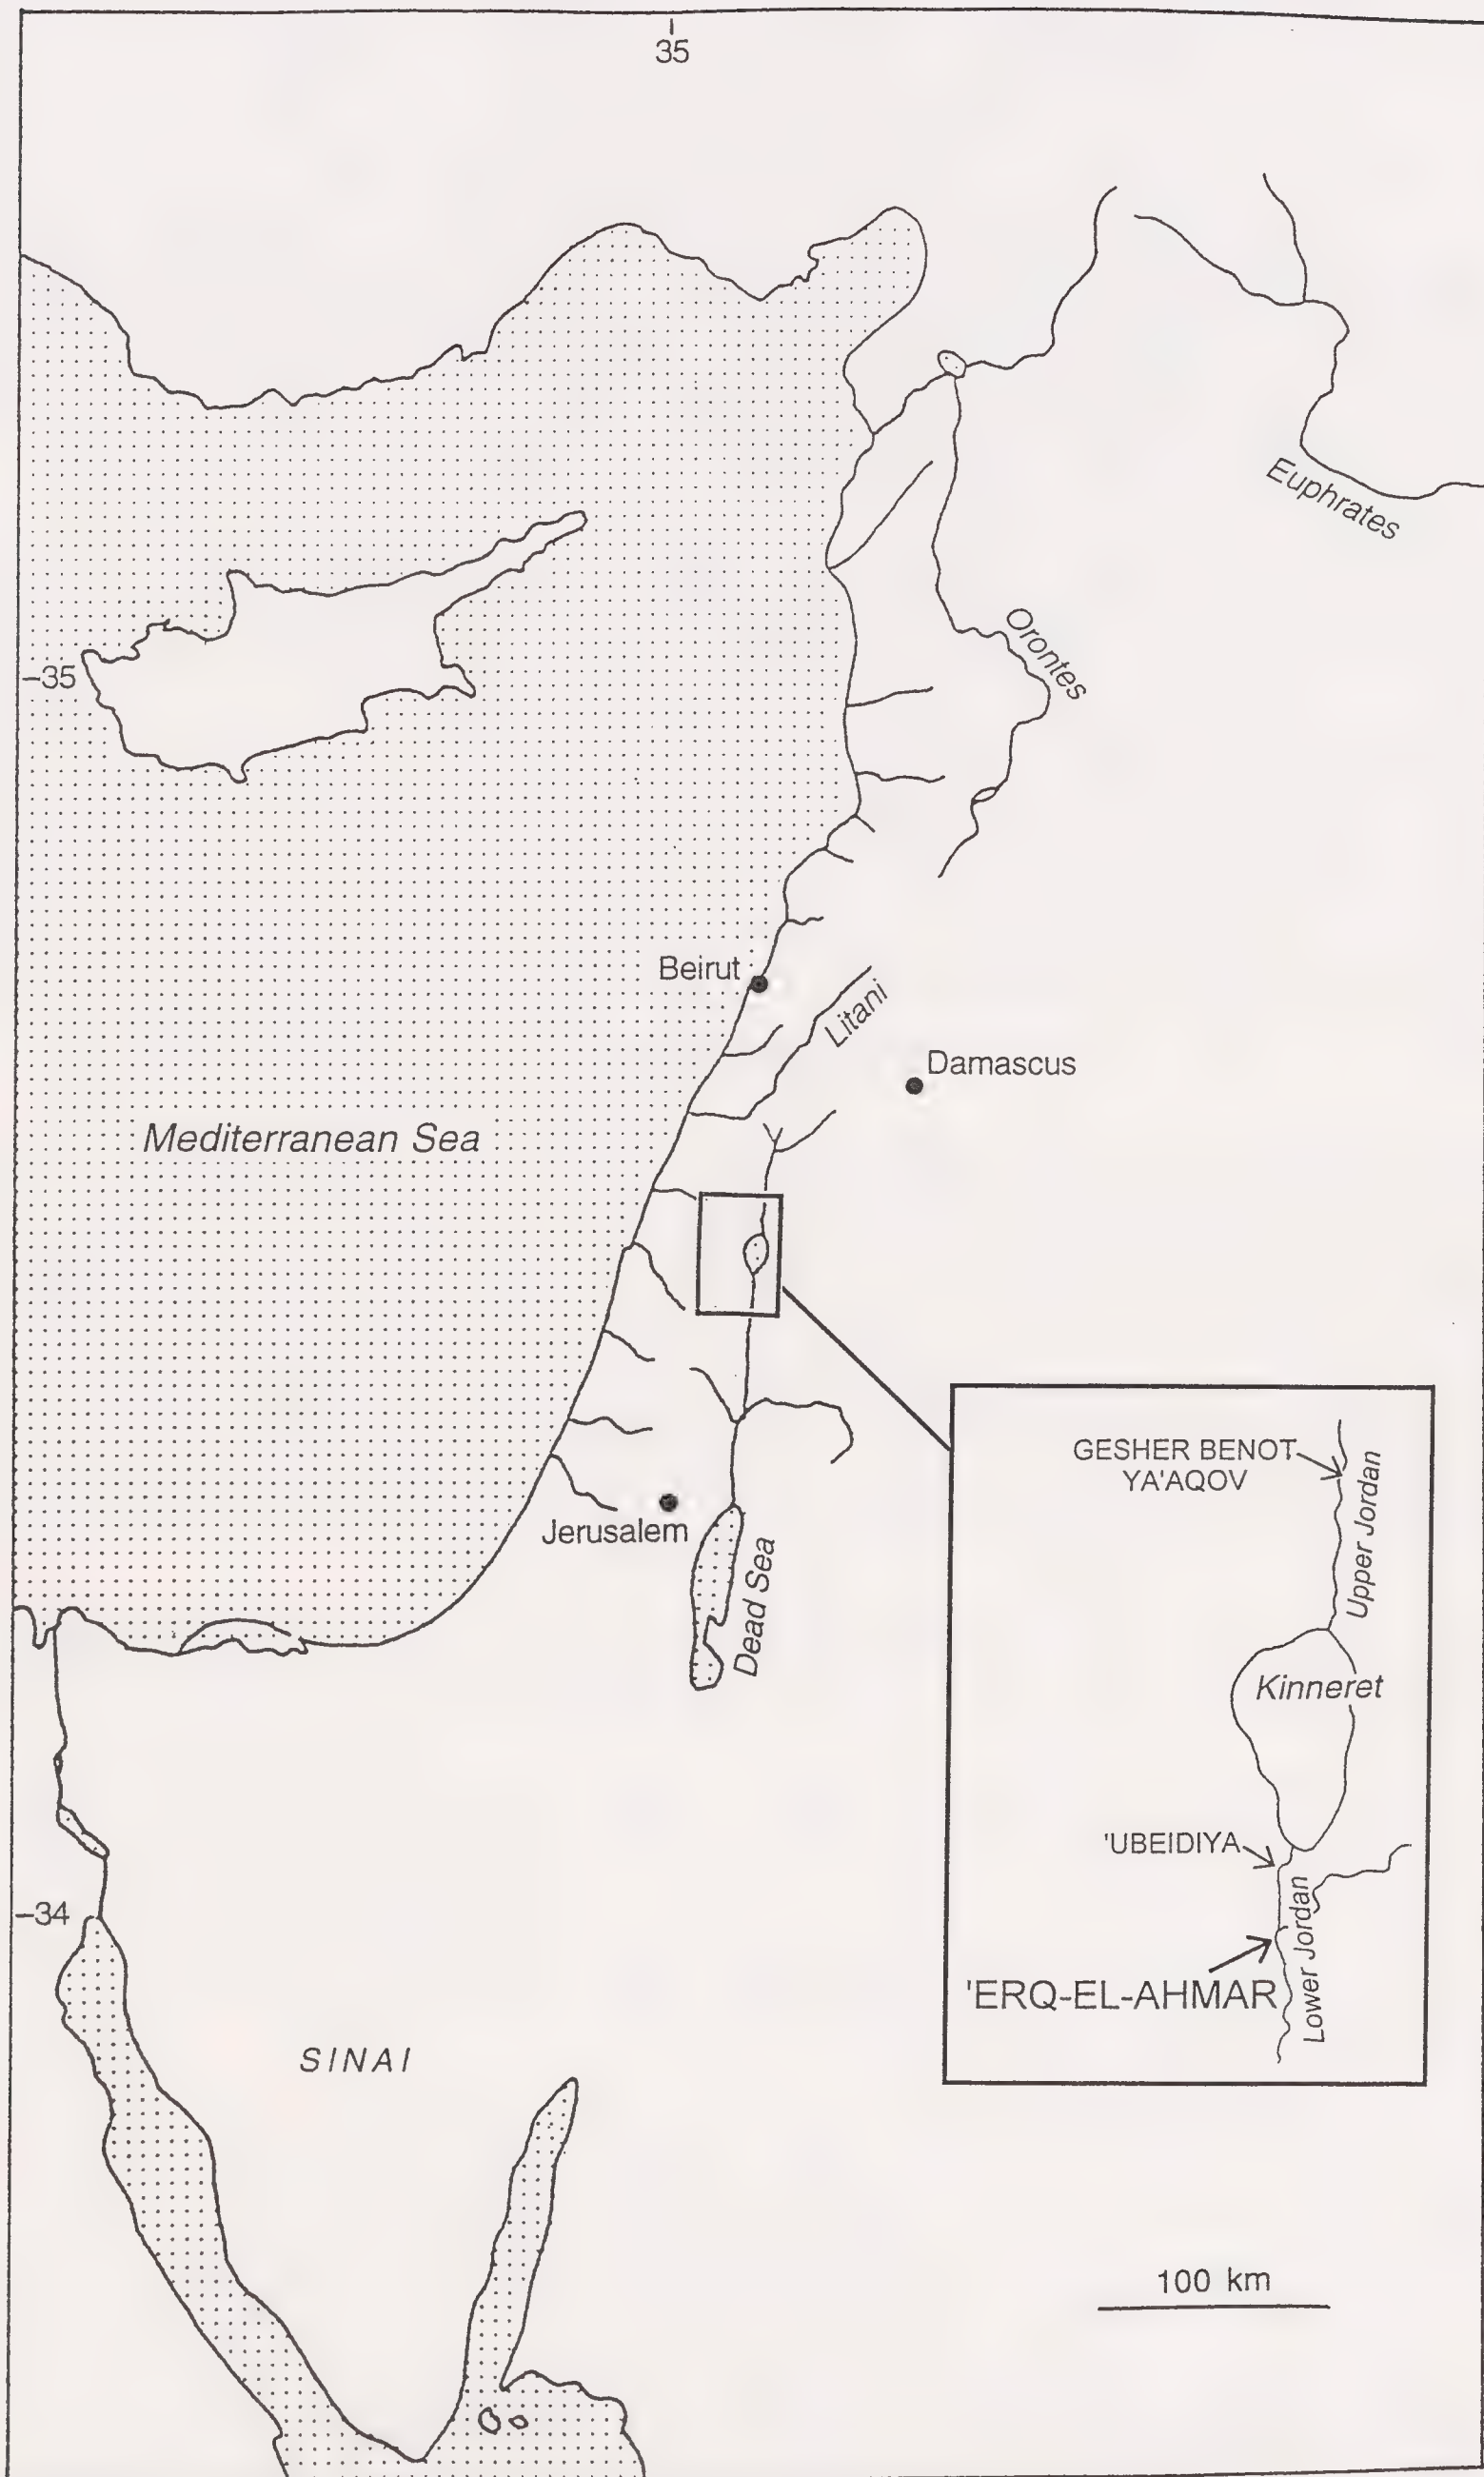 35
Euphrates
Orontes
-35
Beirut
Litani
Damascus
Mediterranean Sea
GESHER BENOT
YA'AQOV
Upper Jordan
Jerusalem
Dead Sea
Kinneret
'UBEIDIYA
Lower Jordan
-34
'ERQ-EL-AHMAR
SINAI
100 km